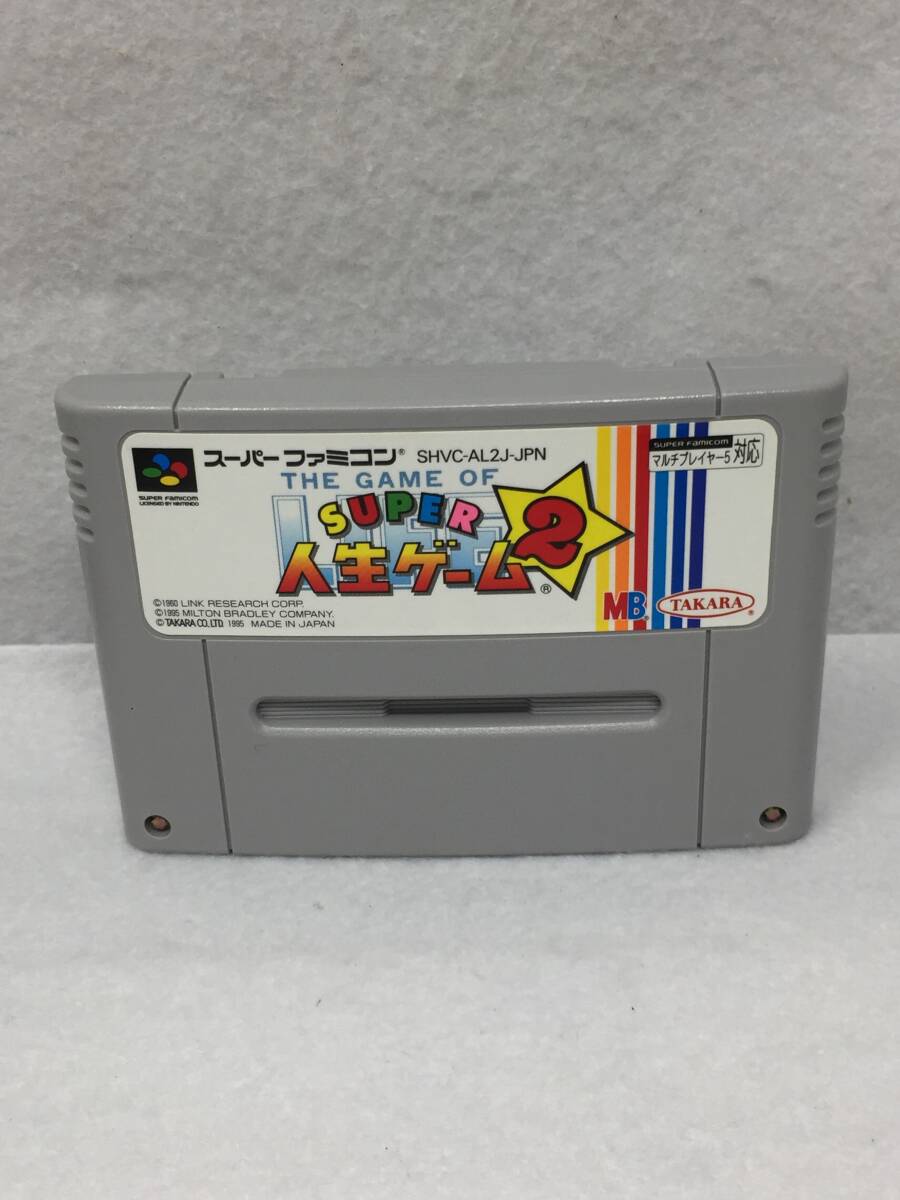 スーパーファミコン® SHVC-AL2J-JPN
SUPER FAMICOM
マルチプレイヤー5 対応
SUPER FAMICOM
LICENSED BY NINTENDO
THE GAME OF
LIFE
SUPER
人生ゲーム2®
©1960 LINK RESEARCH CORP.
©1995 MILTON BRADLEY COMPANY.
©TAKARA CO.,LTD 1995 MADE IN JAPAN
MB®
TAKARA®